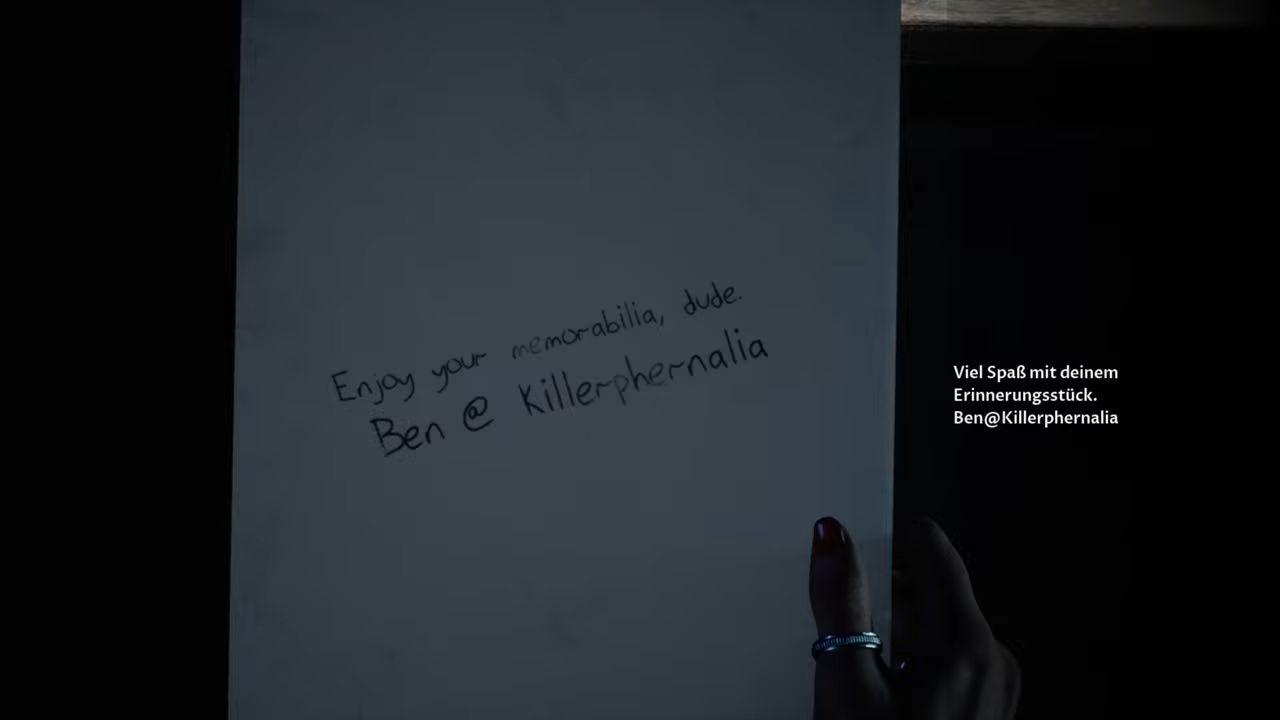 Enjoy your memorabilia, dude.
Ben @ Killerphernalia
Viel Spaß mit deinem
Erinnerungsstück.
Ben@Killerphernalia